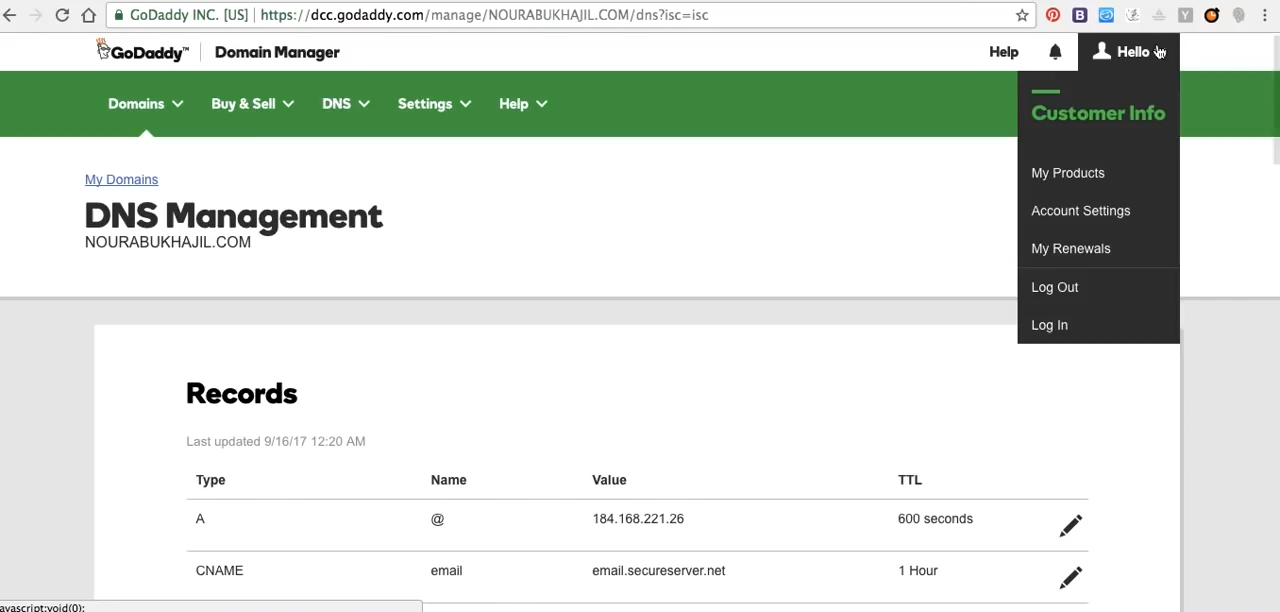 GoDaddy INC. [US] https://dcc.godaddy.com/manage/NOURABUKHAJIL.COM/dns?isc=isc
GoDaddy™ Domain Manager Help Hello
Domains Buy & Sell DNS Settings Help
Customer Info
My Products
Account Settings
My Renewals
Log Out
Log In
My Domains
DNS Management
NOURABUKHAJIL.COM
Records
Last updated 9/16/17 12:20 AM
Type Name Value TTL
A @ 184.168.221.26 600 seconds
CNAME email email.secureserver.net 1 Hour
avascript:void(0);